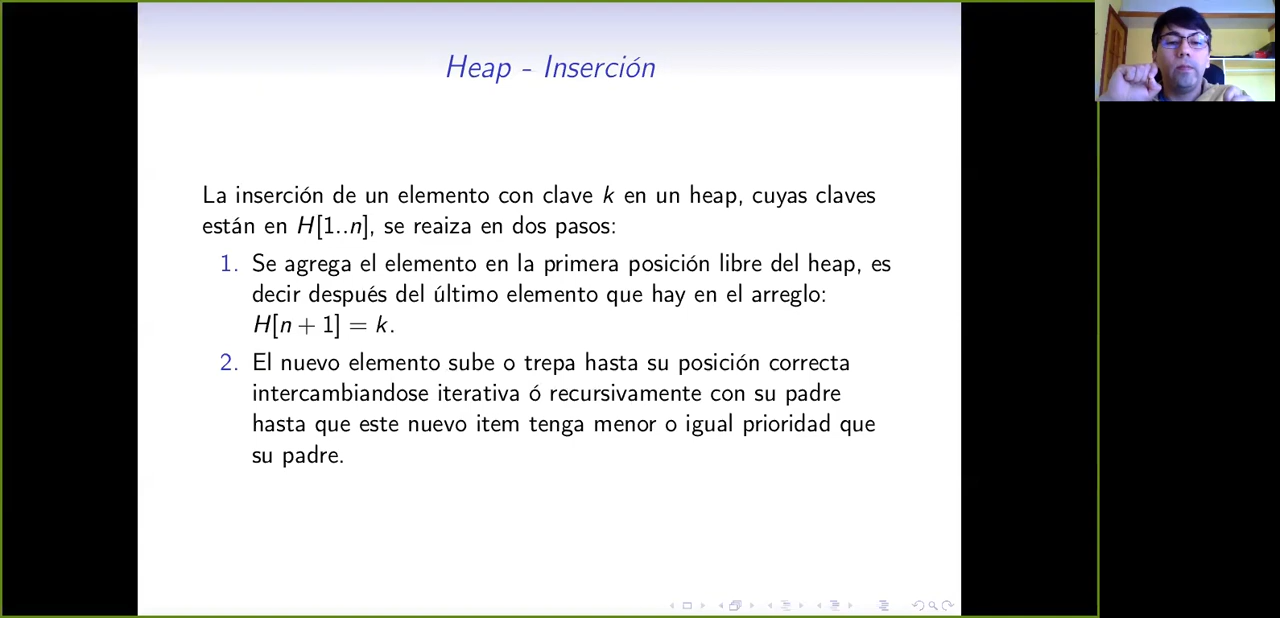 Heap - Inserción
La inserción de un elemento con clave k en un heap, cuyas claves
están en H[1..n], se reaiza en dos pasos:
1. Se agrega el elemento en la primera posición libre del heap, es
decir después del último elemento que hay en el arreglo:
H[n + 1] = k.
2. El nuevo elemento sube o trepa hasta su posición correcta
intercambiandose iterativa ó recursivamente con su padre
hasta que este nuevo item tenga menor o igual prioridad que
su padre.